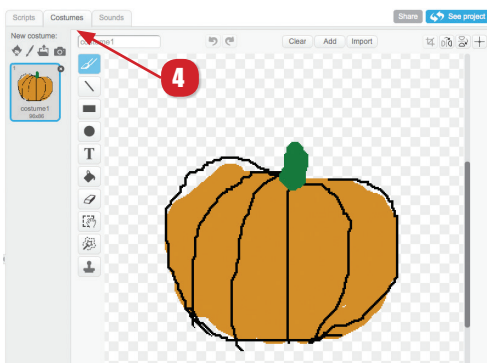 Scripts Costumes Sounds Share See project
New costume:
costume1 Clear Add Import
4
1
costume1
T